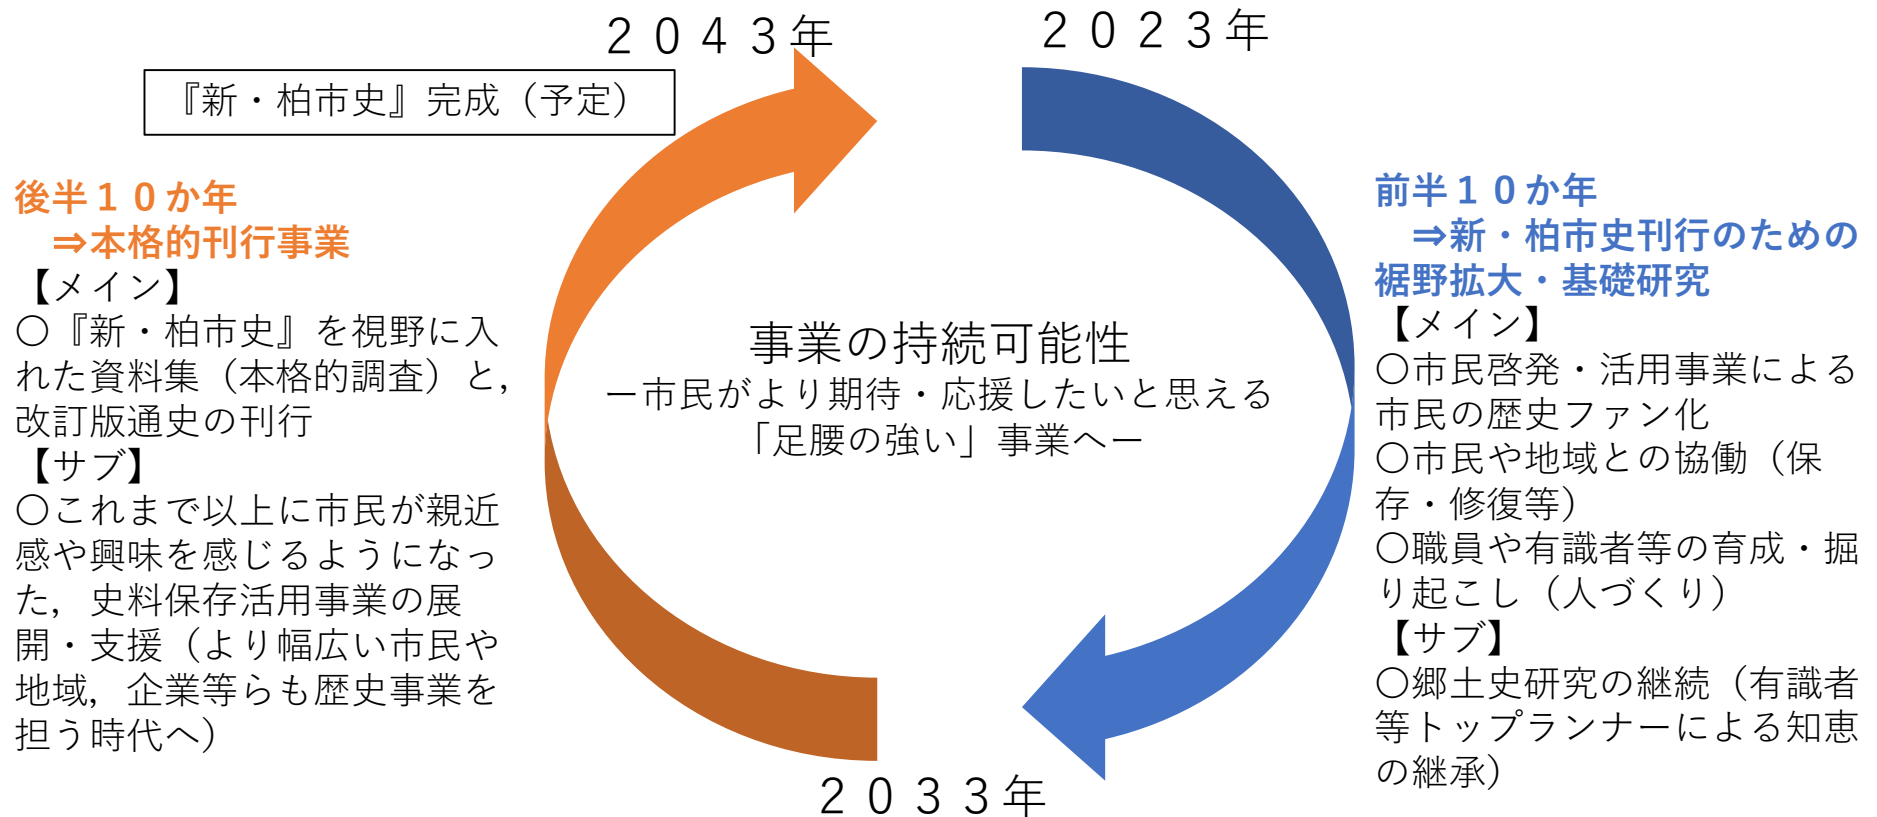 2043年
2023年
『新・柏市史』完成（予定）
後半10か年
⇒本格的刊行事業
【メイン】
〇『新・柏市史』を視野に入
れた資料集（本格的調査）と，
改訂版通史の刊行
【サブ】
〇これまで以上に市民が親近
感や興味を感じるようになっ
た，史料保存活用事業の展
開・支援（より幅広い市民や
地域，企業等らも歴史事業を
担う時代へ）
事業の持続可能性
ー市民がより期待・応援したいと思える
「足腰の強い」事業へー
前半10か年
⇒新・柏市史刊行のための
裾野拡大・基礎研究
【メイン】
〇市民啓発・活用事業による
市民の歴史ファン化
〇市民や地域との協働（保
存・修復等）
〇職員や有識者等の育成・掘
り起こし（人づくり）
【サブ】
〇郷土史研究の継続（有識者
等トップランナーによる知恵
の継承）
2033年